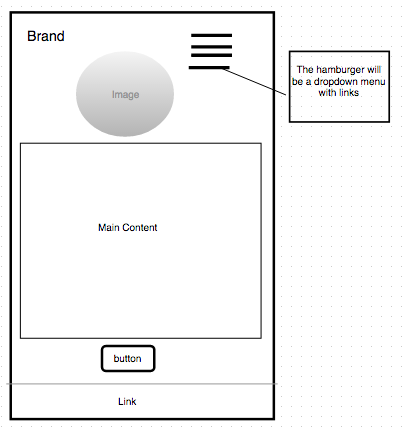 Brand
The hamburger will
be a dropdown menu
with links
Image
Main Content
button
Link